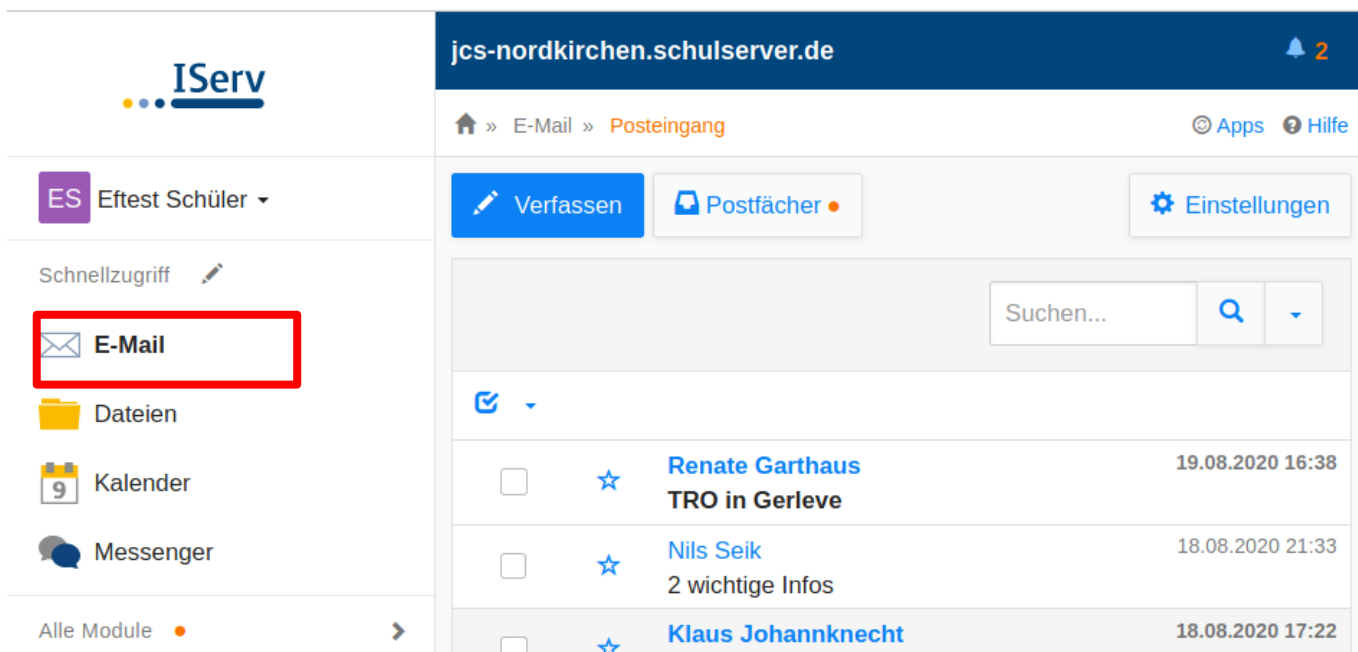 IServ
jcs-nordkirchen.schulserver.de
2
» E-Mail » Posteingang
Apps
Hilfe
ES Eftest Schüler
Verfassen
Postfächer
Einstellungen
Schnellzugriff
Suchen...
E-Mail
Dateien
9 Kalender
Messenger
Alle Module
Renate Garthaus 19.08.2020 16:38
TRO in Gerleve
Nils Seik 18.08.2020 21:33
2 wichtige Infos
Klaus Johannknecht 18.08.2020 17:22